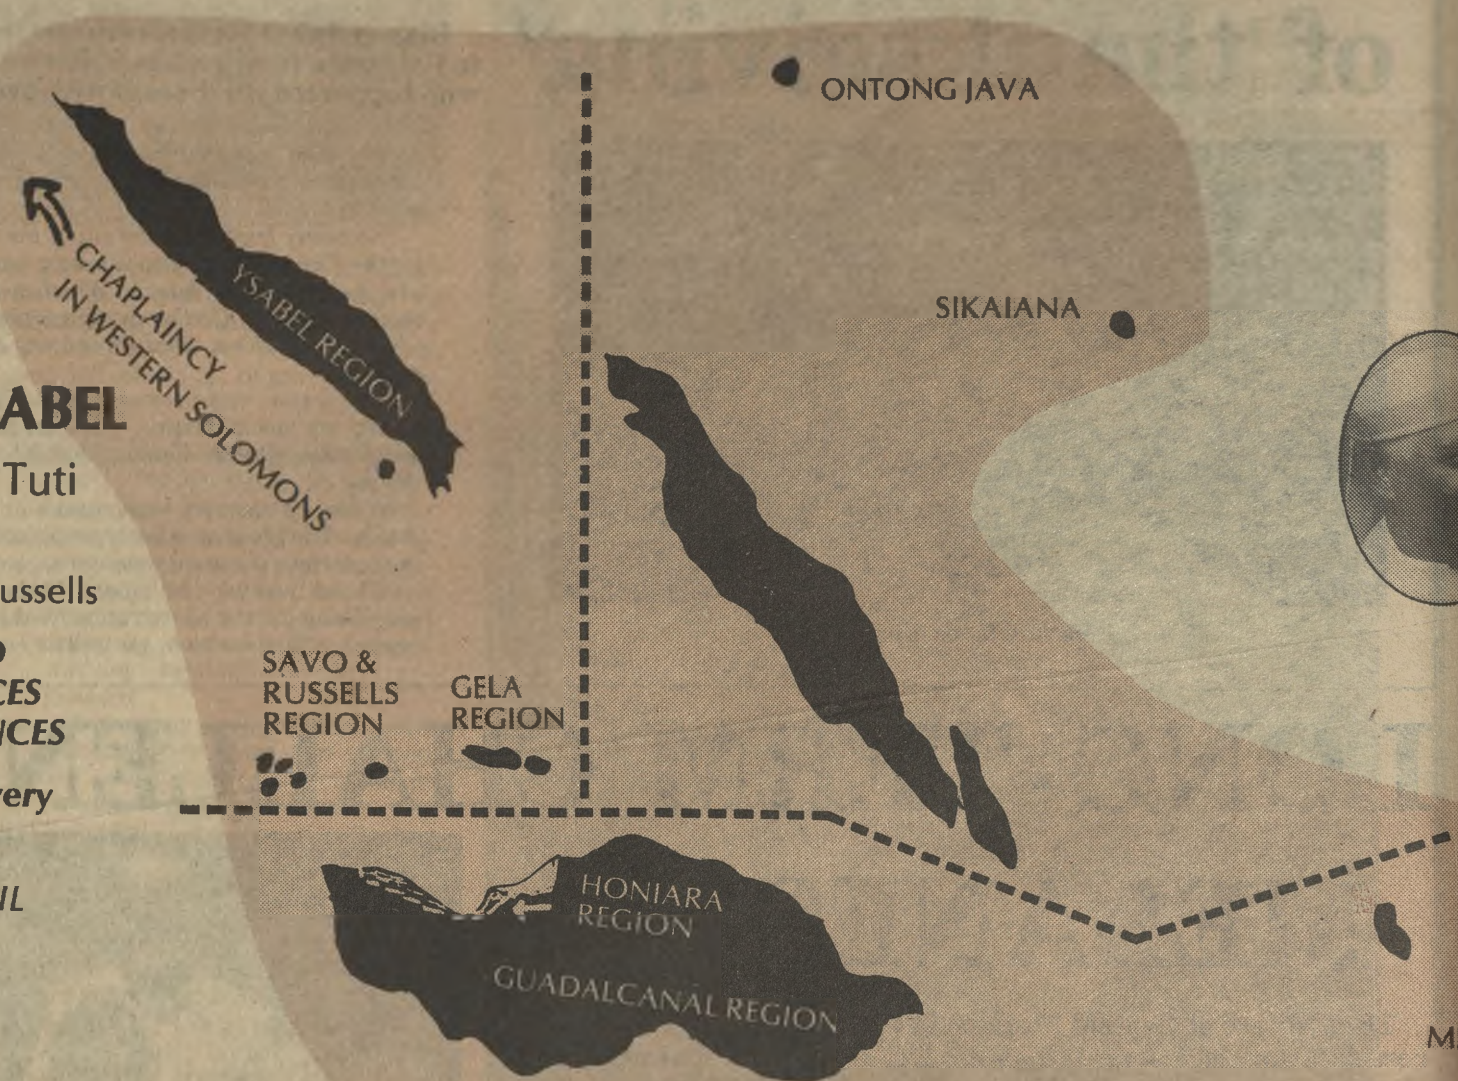 ONTONG JAVA
SIKAIANA
YSABEL REGION
CHAPLAINCY
IN WESTERN SOLOMONS
ABEL
Tuti
ussells
CES
NCES
very
IL
SAVO &
RUSSELLS
REGION
GELA
REGION
HONIARA
REGION
GUADALCANAL REGION